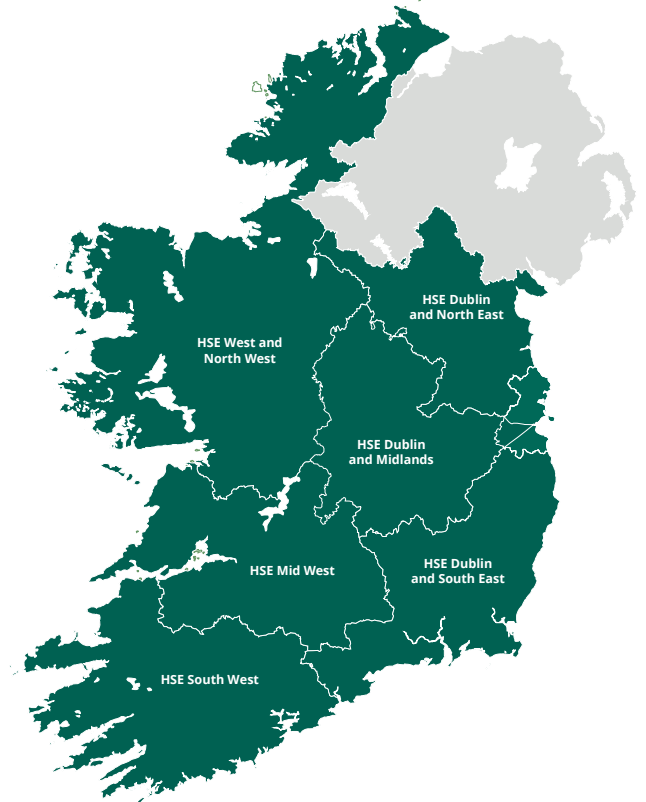 HSE Dublin
and North East
HSE West and
North West
HSE Dublin
and Midlands
HSE Mid West
HSE Dublin
and South East
HSE South West